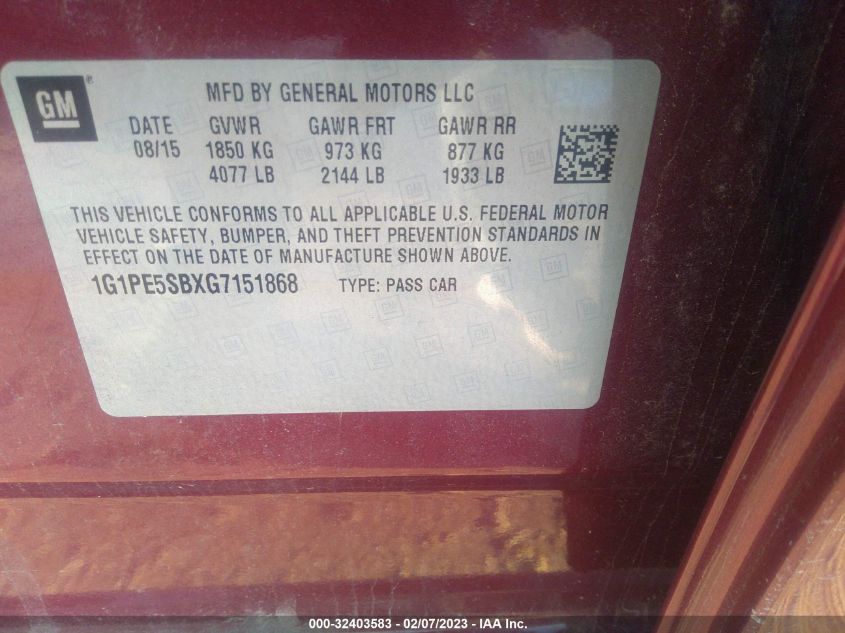 GM®
MFD BY GENERAL MOTORS LLC
DATE GVWR GAWR FRT GAWR RR
08/15 1850 KG 973 KG 877 KG
4077 LB 2144 LB 1933 LB
THIS VEHICLE CONFORMS TO ALL APPLICABLE U.S. FEDERAL MOTOR
VEHICLE SAFETY, BUMPER, AND THEFT PREVENTION STANDARDS IN
EFFECT ON THE DATE OF MANUFACTURE SHOWN ABOVE.
1G1PE5SBXG7151868 TYPE: PASS CAR
000-32403583 - 02/07/2023 - IAA Inc.